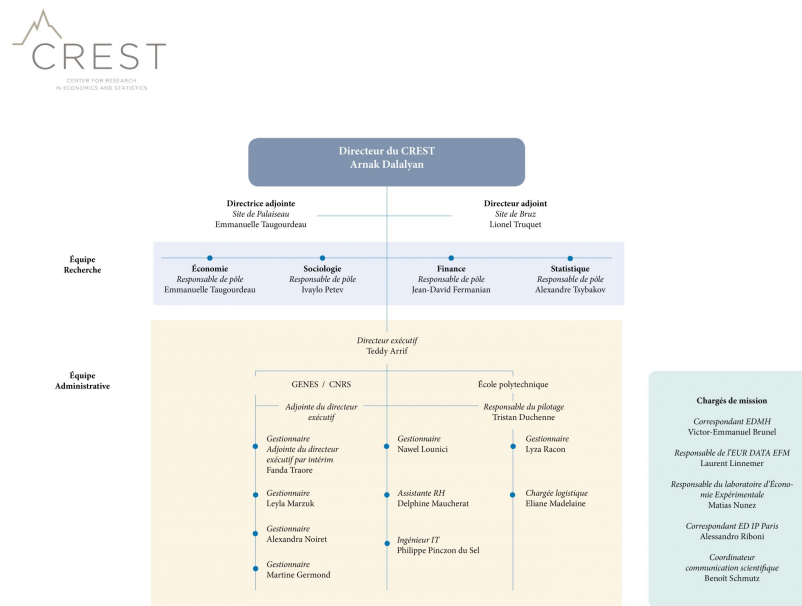 CREST
CENTER FOR RESEARCH
IN ECONOMICS AND STATISTICS
Directeur du CREST
Arnak Dalalyan
Directrice adjointe
Site de Palaiseau
Emmanuelle Taugourdeau
Directeur adjoint
Site de Bruz
Lionel Truquet
Équipe
Recherche
Économie
Responsable de pôle
Emmanuelle Taugourdeau
Sociologie
Responsable de pôle
Ivaylo Petev
Finance
Responsable de pôle
Jean-David Fermanian
Statistique
Responsable de pôle
Alexandre Tsybakov
Équipe
Administrative
Directeur exécutif
Teddy Arrif
GENES / CNRS
École polytechnique
Adjointe du directeur
exécutif
Responsable du pilotage
Tristan Duchenne
Gestionnaire
Adjointe du directeur
exécutif par intérim
Fanda Traore
Gestionnaire
Leyla Marzuk
Gestionnaire
Alexandra Noiret
Gestionnaire
Martine Germond
Gestionnaire
Nawel Lounici
Assistante RH
Delphine Maucherat
Ingénieur IT
Philippe Pinczon du Sel
Gestionnaire
Lyza Racon
Chargée logistique
Eliane Madelaine
Chargés de mission
Correspondant EDMH
Victor-Emmanuel Brunel
Responsable de l'EUR DATA EFM
Laurent Linnemer
Responsable du laboratoire d'Écono-
mie Expérimentale
Matias Nunez
Correspondant ED IP Paris
Alessandro Riboni
Coordinateur
communication scientifique
Benoît Schmutz